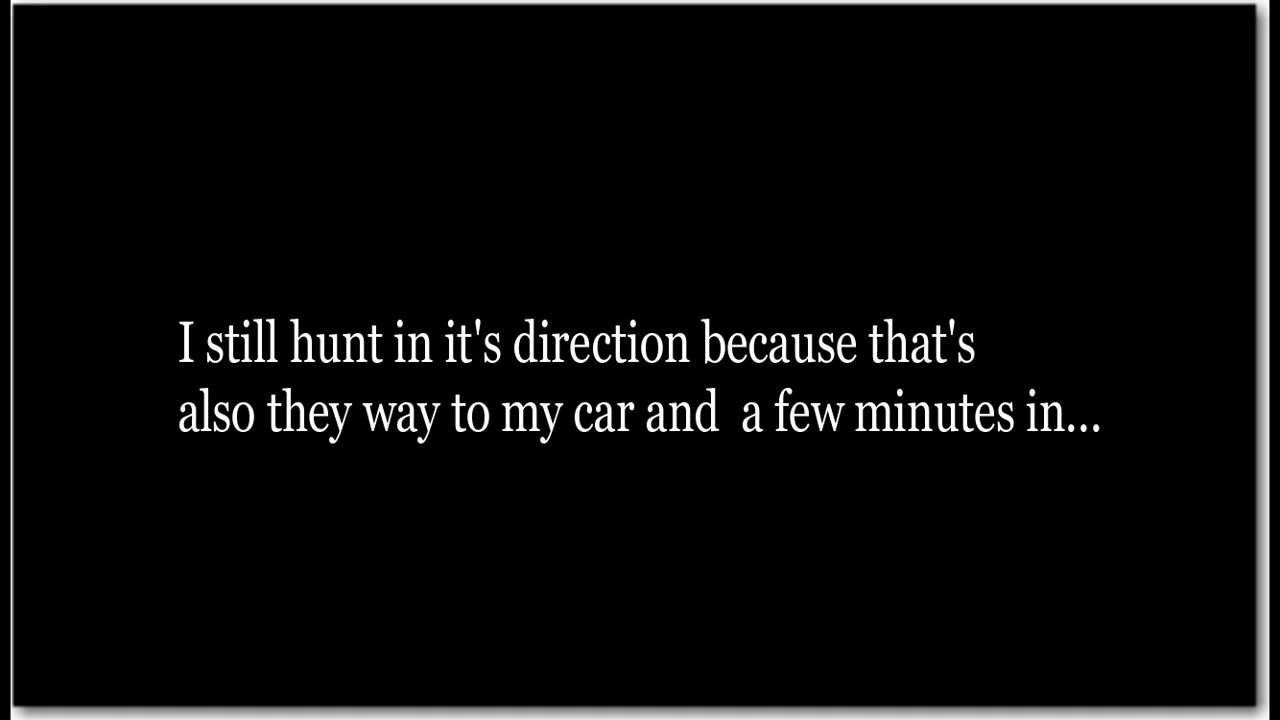 I still hunt in it's direction because that's
also they way to my car and  a few minutes in...